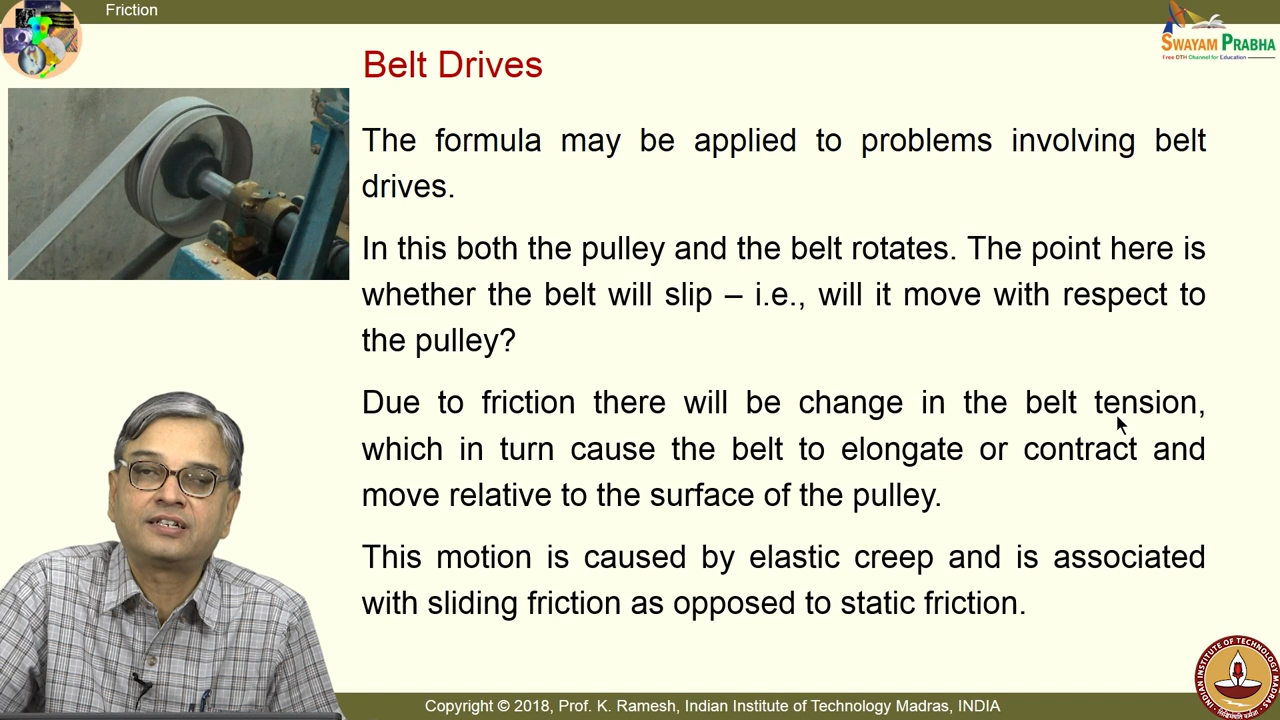 Friction
SWAYAM PRABHA
Free DTH Channel for Education
Belt Drives
The formula may be applied to problems involving belt
drives.
In this both the pulley and the belt rotates. The point here is
whether the belt will slip – i.e., will it move with respect to
the pulley?
Due to friction there will be change in the belt tension,
which in turn cause the belt to elongate or contract and
move relative to the surface of the pulley.
This motion is caused by elastic creep and is associated
with sliding friction as opposed to static friction.
INDIAN INSTITUTE OF TECHNOLOGY MADRAS
Copyright © 2018, Prof. K. Ramesh, Indian Institute of Technology Madras, INDIA